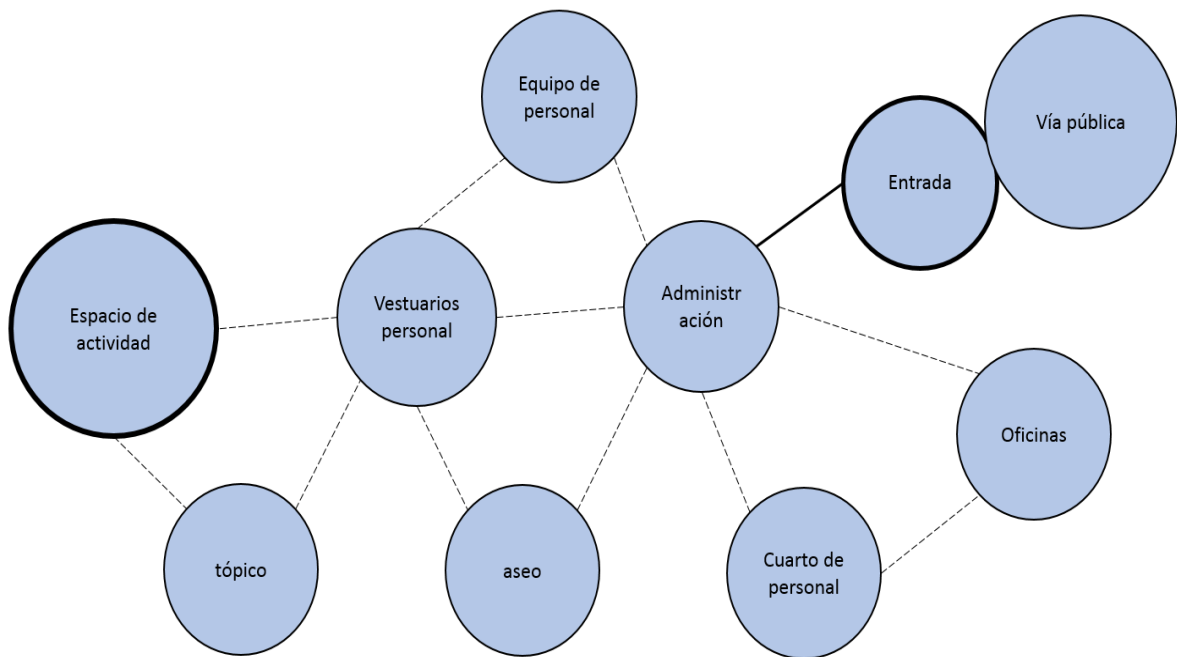 Equipo de
personal
Vía pública
Entrada
Espacio de
actividad
Vestuarios
personal
Administr
ación
Oficinas
tópico
aseo
Cuarto de
personal